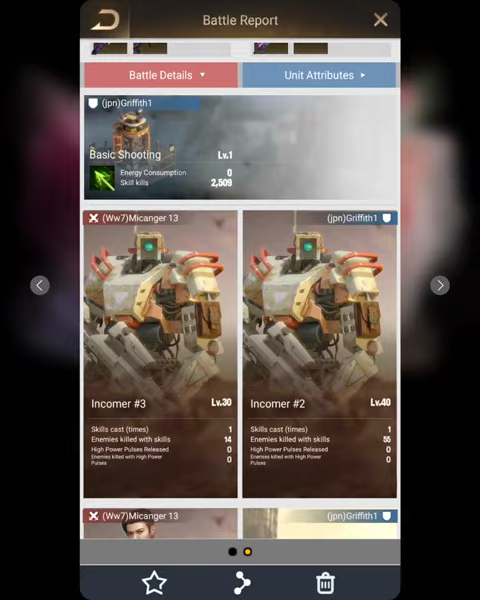 Battle Report
Battle Details
Unit Attributes
(jpn)Griffith1
Basic Shooting
Lv.1
Energy Consumption 0
Skill kills 2,509
(Ww7)Micanger 13
(jpn)Griffith1
Incomer #3
Lv.30
Skills cast (times) 1
Enemies killed with skills 14
High Power Pulses Released 0
Enemies killed with High Power 0
Pulses
Incomer #2
Lv.40
Skills cast (times) 1
Enemies killed with skills 55
High Power Pulses Released 0
Enemies killed with High Power 0
Pulses
(Ww7)Micanger 13
(jpn)Griffith1